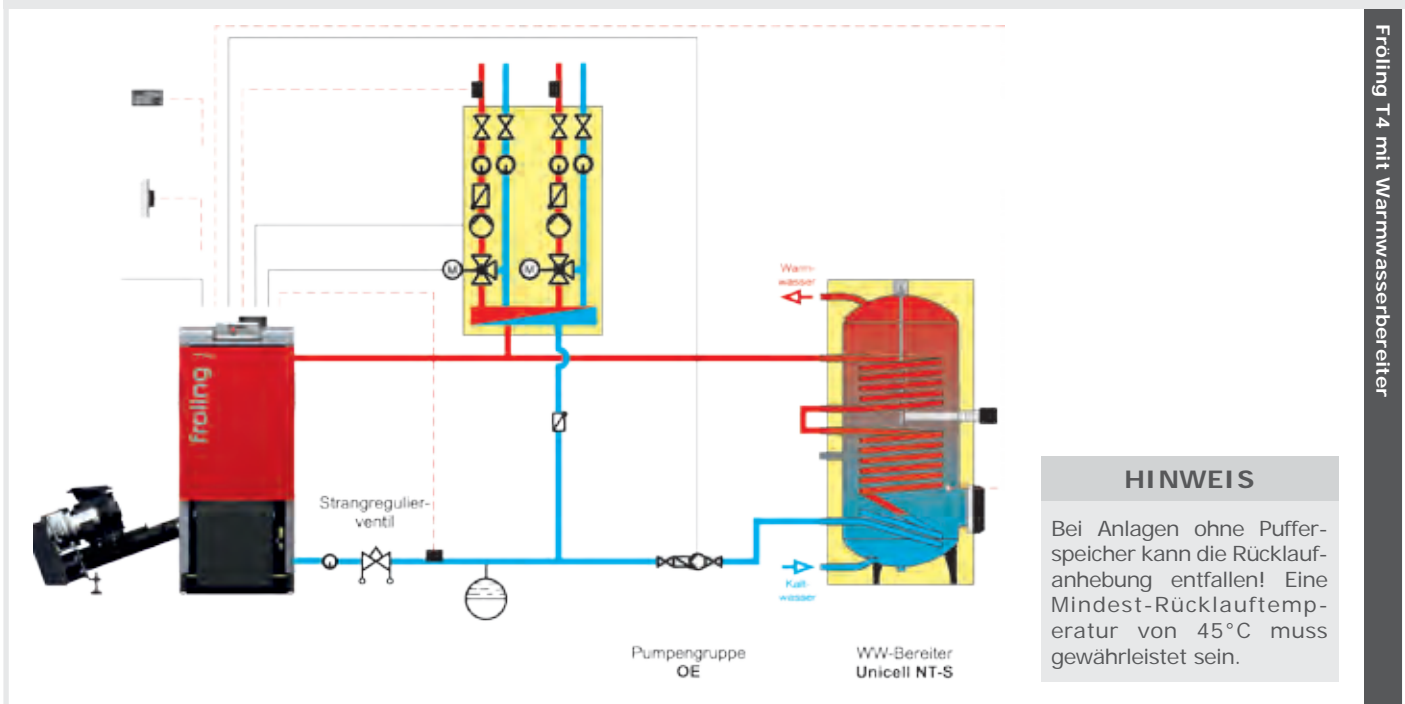 Fröling T4 mit Warmwasserbereiter
fröling
M
M
Warm-
wasser
Strangregulier-
ventil
Kalt-
wasser
Pumpengruppe
OE
WW-Bereiter
Unicell NT-S
HINWEIS
Bei Anlagen ohne Puffer-
speicher kann die Rücklauf-
anhebung entfallen! Eine
Mindest-Rücklauftemp-
eratur von 45°C muss
gewährleistet sein.